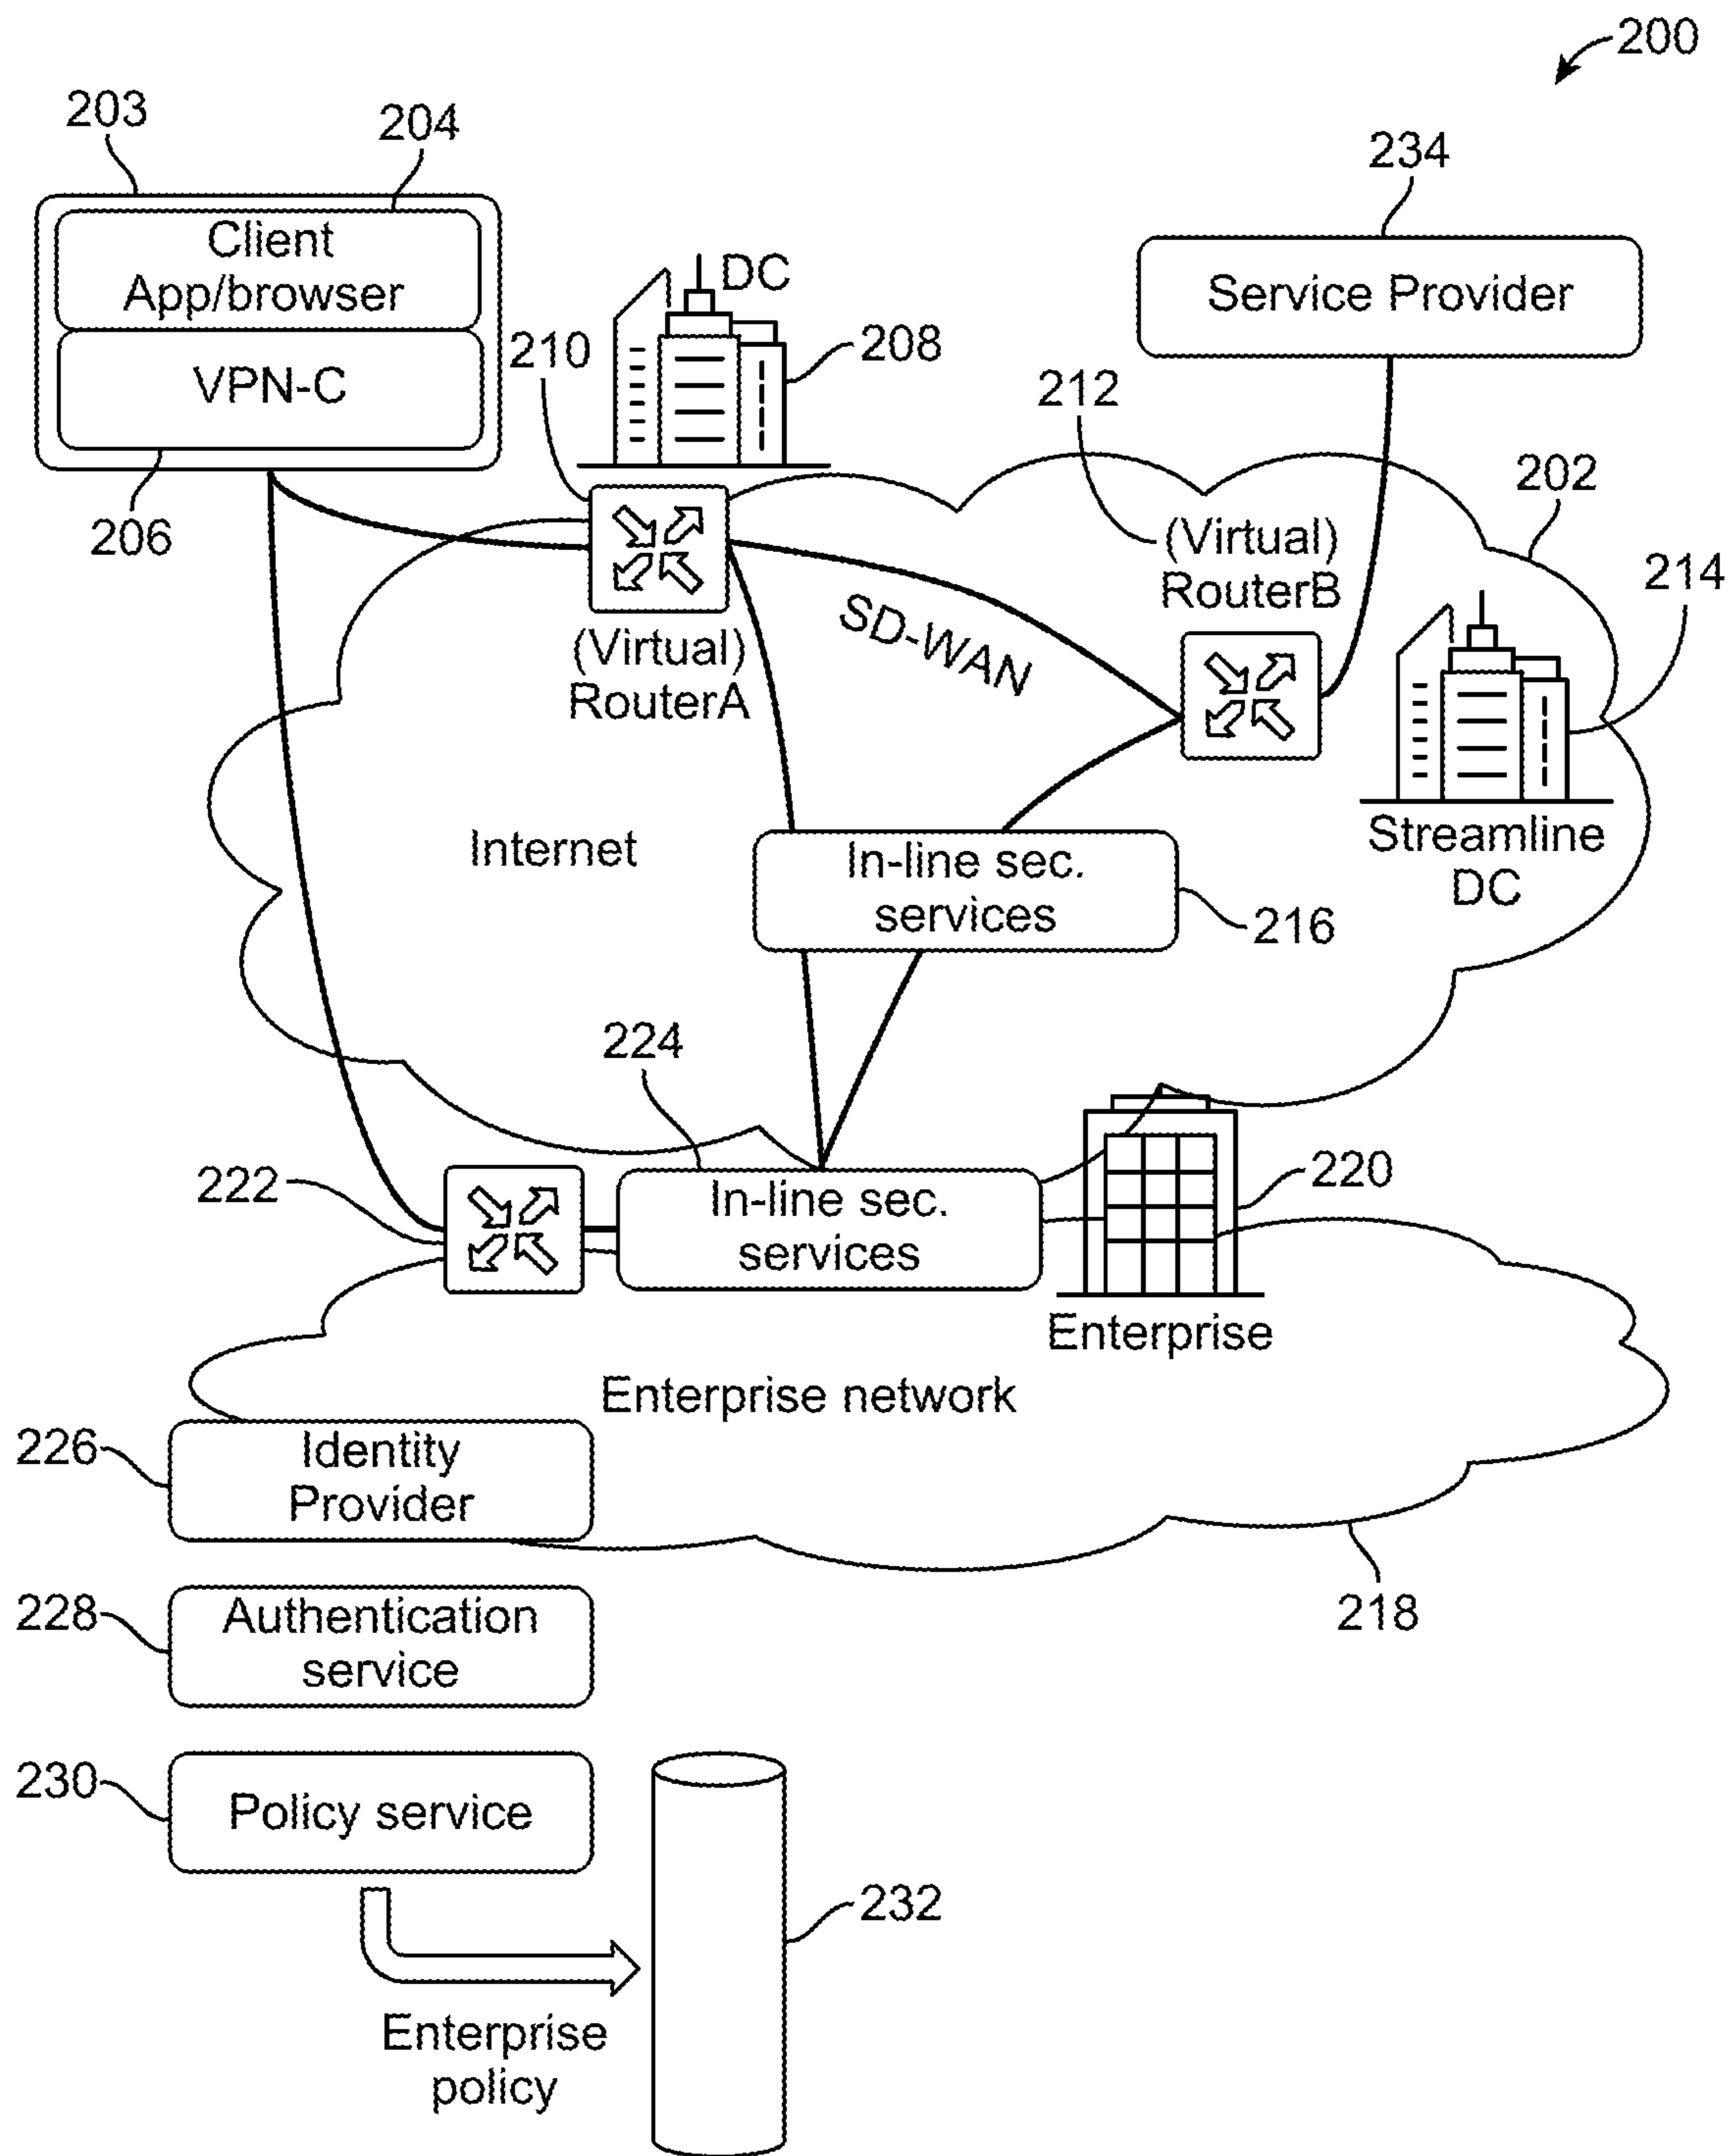 200
203
204
234
Client
App/browser
DC
Service Provider
210
208
VPN-C
212
202
206
(Virtual)
RouterB
214
SD-WAN
(Virtual)
RouterA
Internet
In-line sec.
services
Streamline
DC
216
224
222
In-line sec.
services
220
Enterprise
Enterprise network
226
Identity
Provider
228
Authentication
service
218
230
Policy service
232
Enterprise
policy